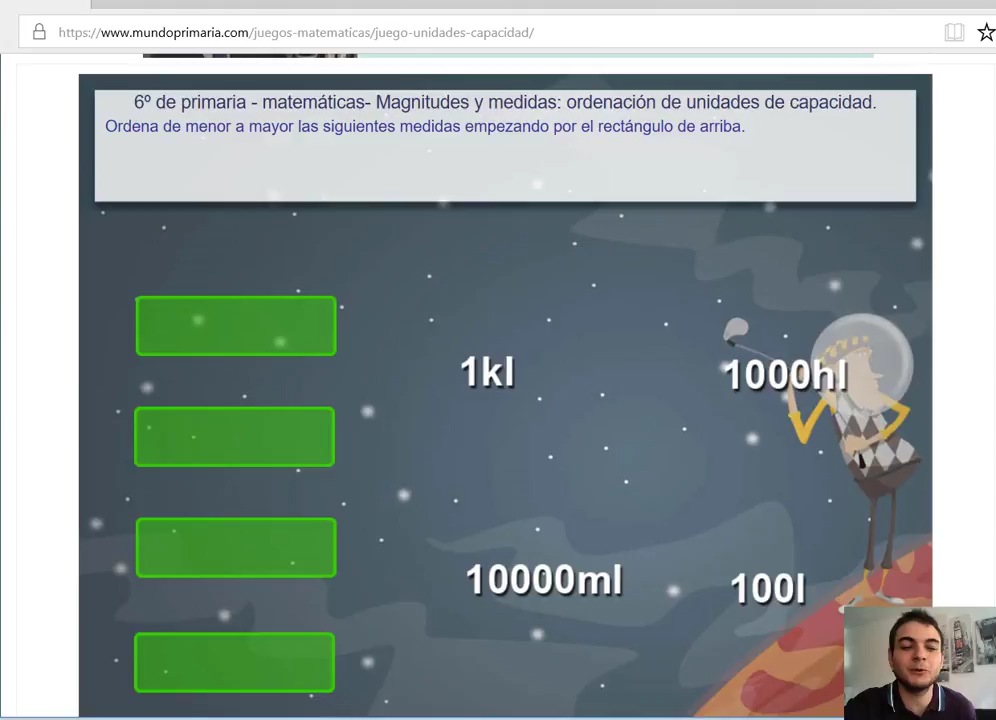 https://www.mundoprimaria.com/juegos-matematicas/juego-unidades-capacidad/
6º de primaria - matemáticas- Magnitudes y medidas: ordenación de unidades de capacidad.
Ordena de menor a mayor las siguientes medidas empezando por el rectángulo de arriba.
1kl
1000hl
10000ml
100l